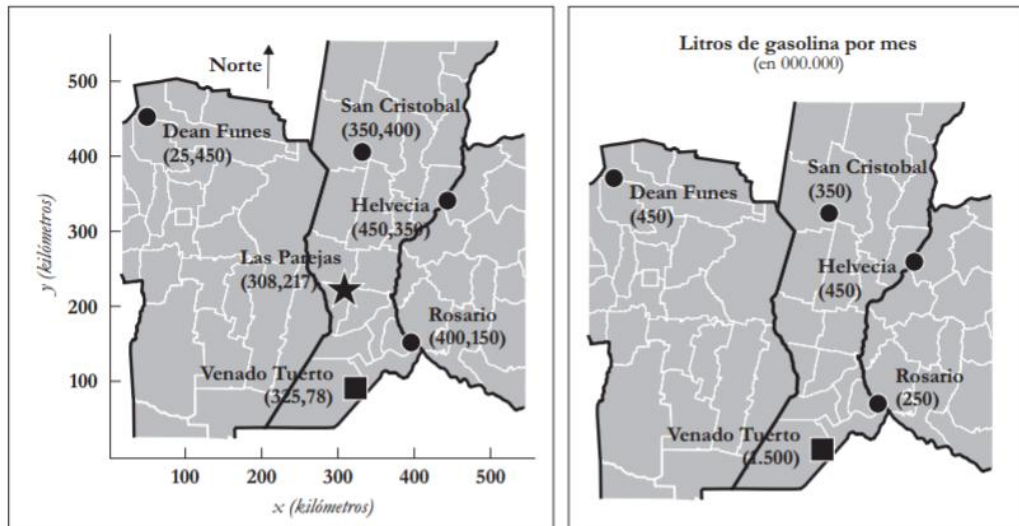 500
400
300
200
100
y (kilómetros)
Norte
San Cristobal
(350,400)
Dean Funes
(25,450)
Helvecia
(450,350)
Las Parejas
(308,217)
Rosario
(400,150)
Venado Tuerto
(325,78)
100
200
300
400
500
x (kilómetros)
Litros de gasolina por mes
(en 000.000)
San Cristobal
(350)
Dean Funes
(450)
Helvecia
(450)
Rosario
(250)
Venado Tuerto
(1.500)